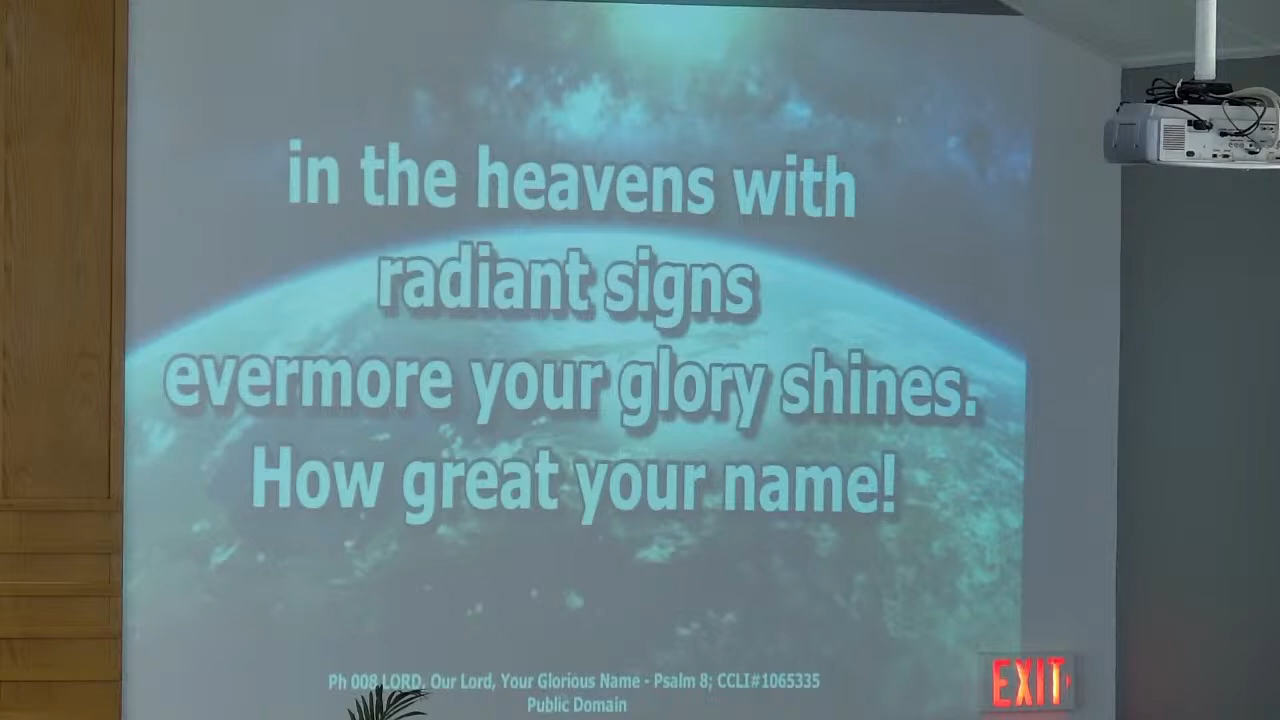 in the heavens with
radiant signs
evermore your glory shines.
How great your name!
Ph 008 LORD, Our Lord, Your Glorious Name - Psalm 8; CCLI#1065335
Public Domain
EXIT